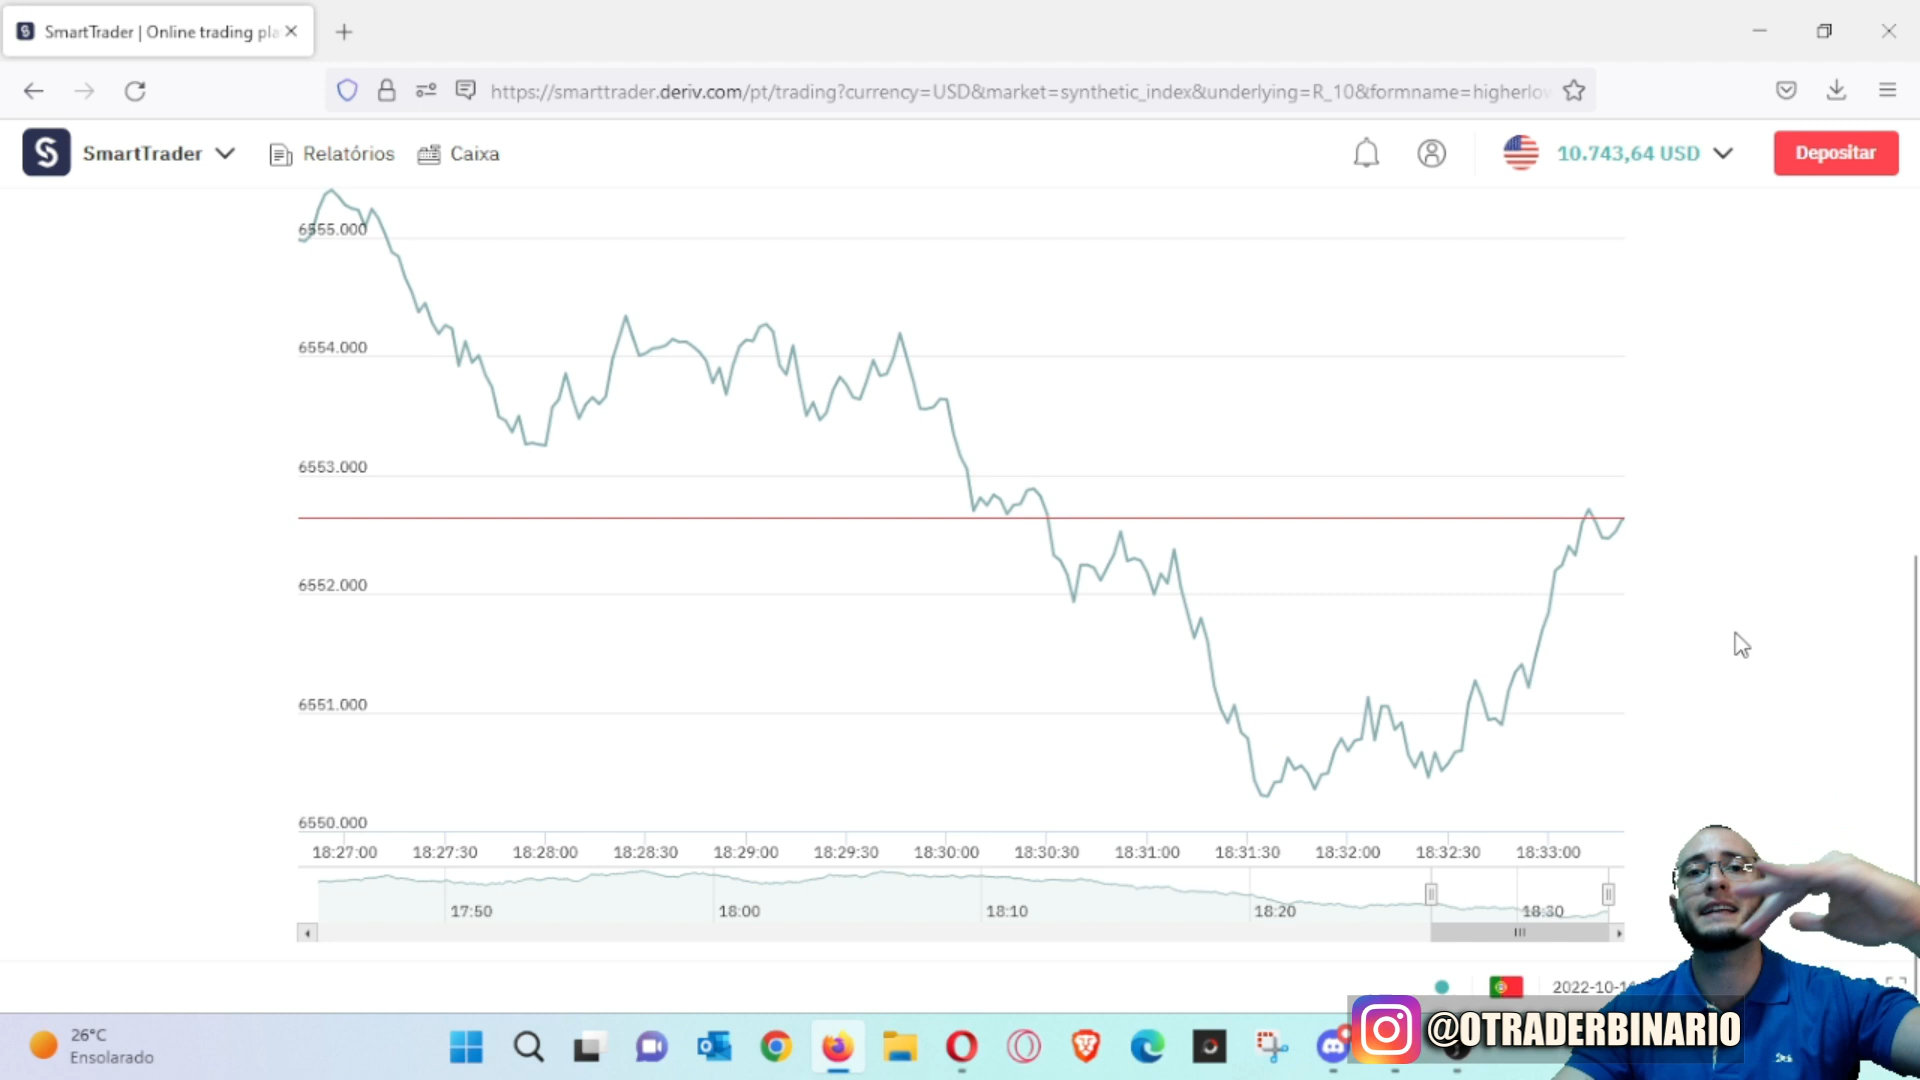 SmartTrader | Online trading pla
https://smarttrader.deriv.com/pt/trading?currency=USD&market=synthetic_index&underlying=R_10&formname=higherlow
SmartTrader
Relatórios
Caixa
10.743,64 USD
Depositar
6555.000
6554.000
6553.000
6552.000
6551.000
6550.000
18:27:00 18:27:30 18:28:00 18:28:30 18:29:00 18:29:30 18:30:00 18:30:30 18:31:00 18:31:30 18:32:00 18:32:30 18:33:00
17:50 18:00 18:10 18:20 18:30
2022-10-1
26°C
Ensolarado
@OTRADERBINARIO